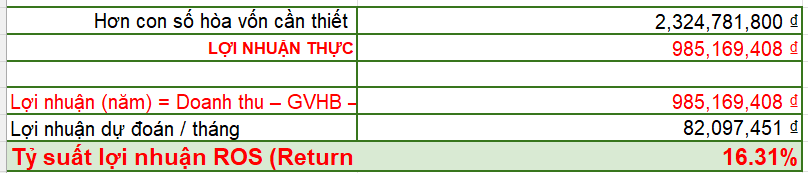 Hơn con số hòa vốn cần thiết 2,324,781,800 ₫
LỢI NHUẬN THỰC 985,169,408 ₫
Lợi nhuận (năm) = Doanh thu – GVHB – 985,169,408 ₫
Lợi nhuận dự đoán / tháng 82,097,451 ₫
Tỷ suất lợi nhuận ROS (Return 16.31%